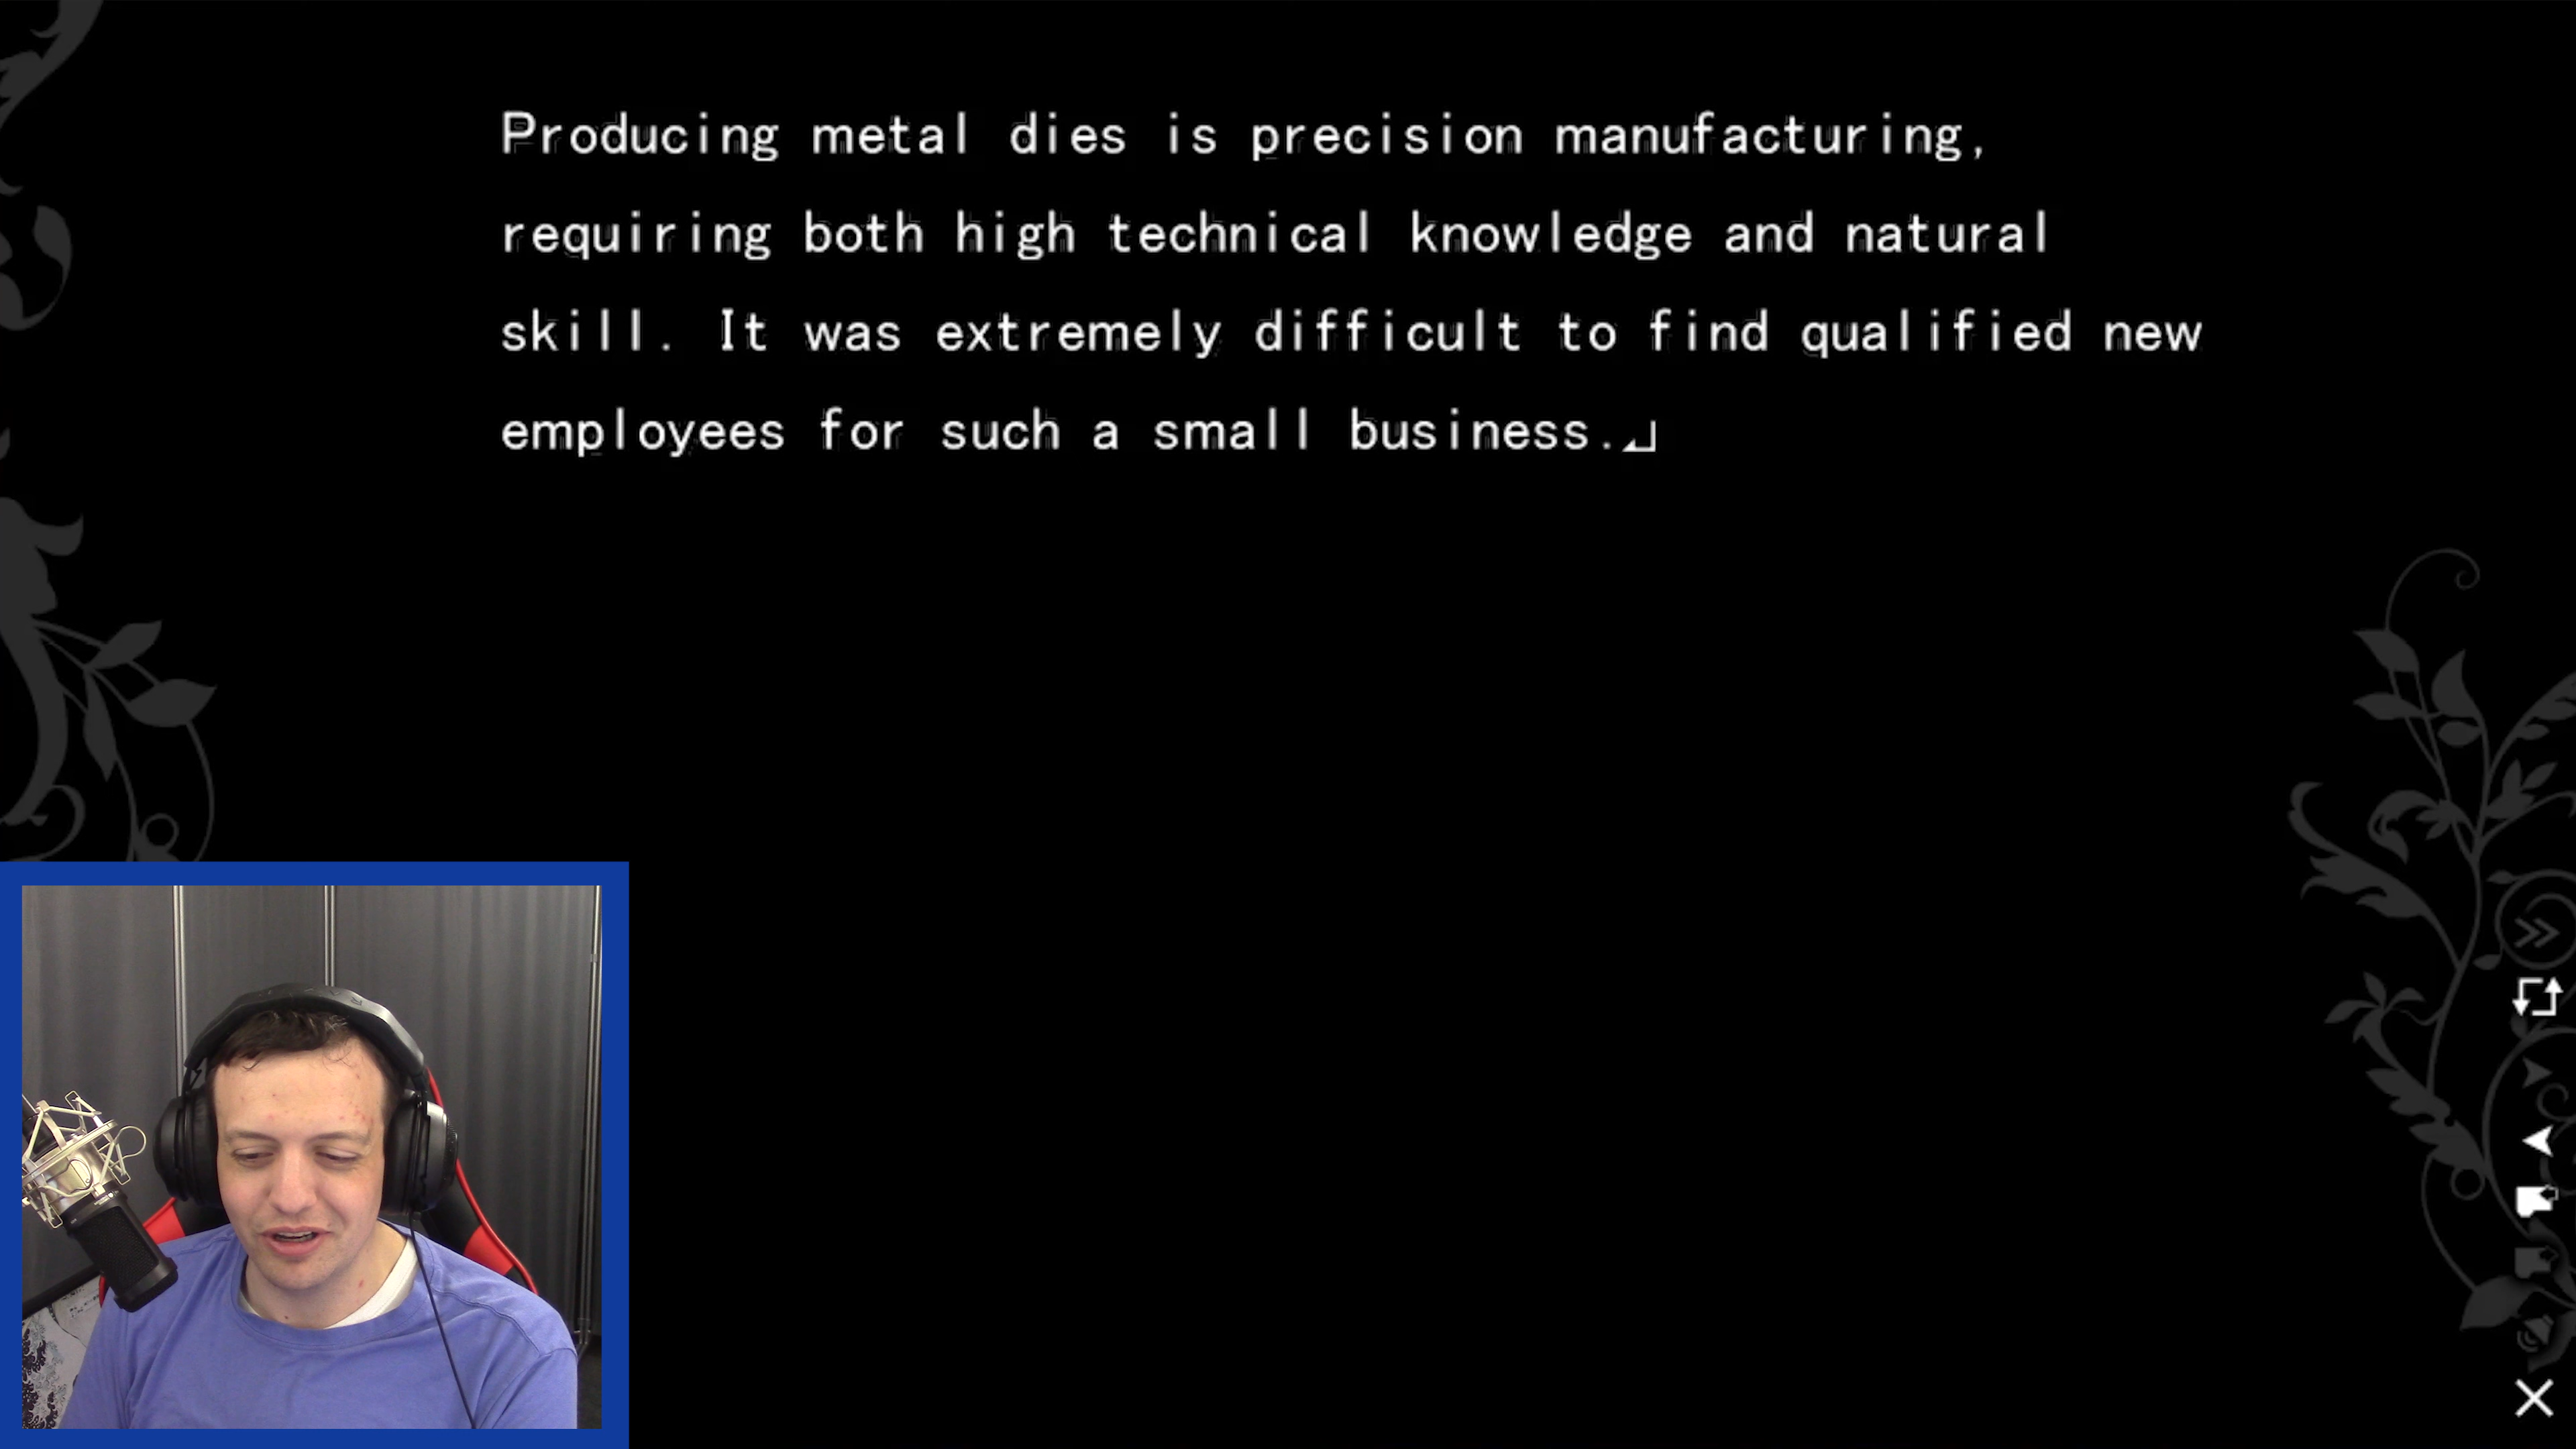 Producing metal dies is precision manufacturing,
requiring both high technical knowledge and natural
skill. It was extremely difficult to find qualified new
employees for such a small business.